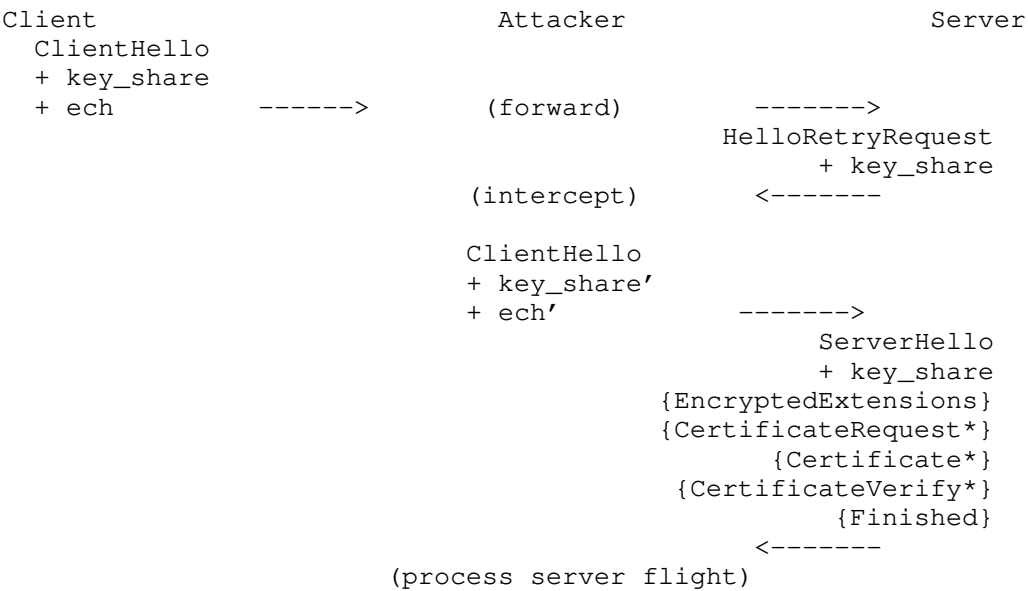 Client Attacker Server
ClientHello
+ key_share
+ ech ------> (forward) ------->
HelloRetryRequest
+ key_share
(intercept) <-------
ClientHello
+ key_share'
+ ech' ------->
ServerHello
+ key_share
{EncryptedExtensions}
{CertificateRequest*}
{Certificate*}
{CertificateVerify*}
{Finished}
<-------
(process server flight)